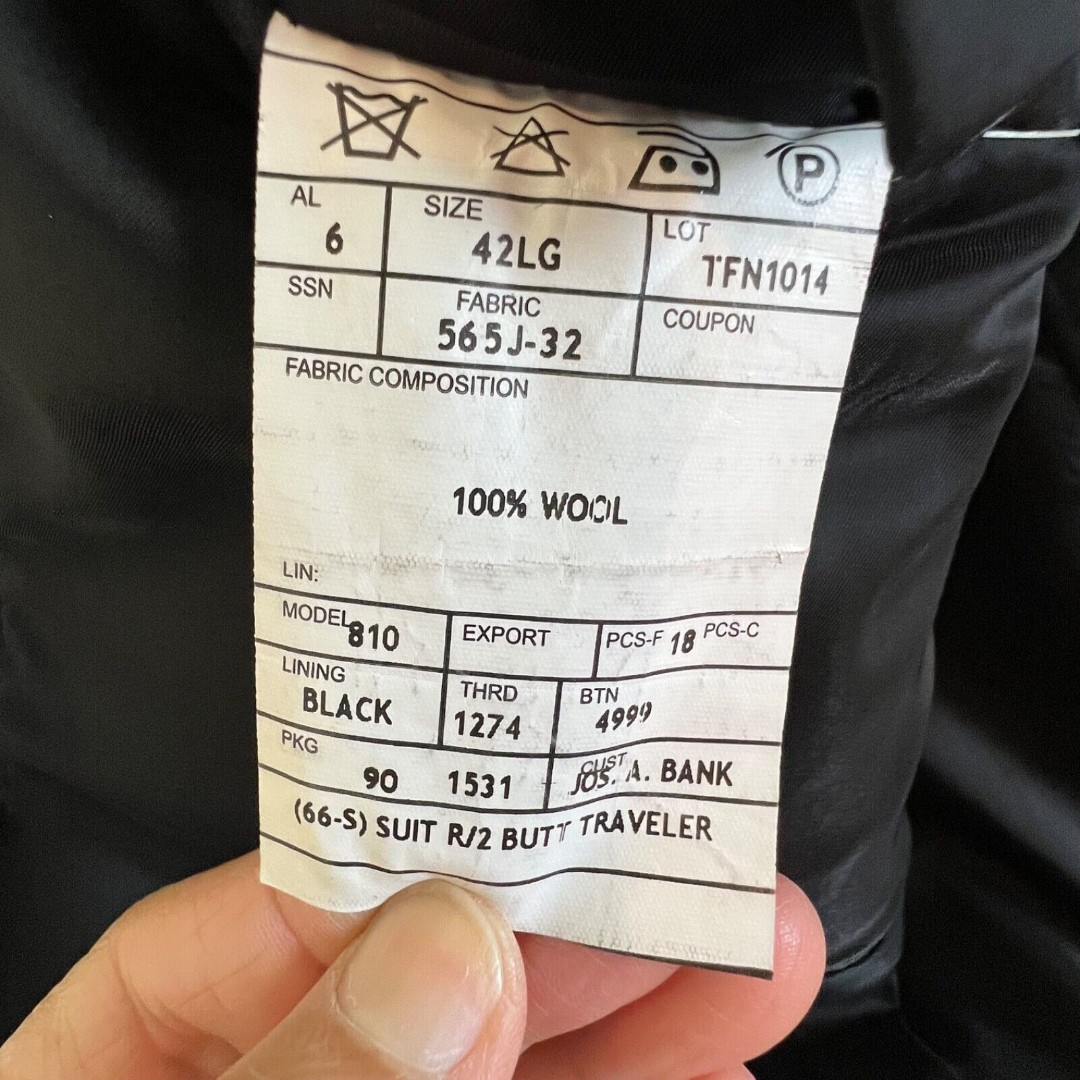 P
AL
6
SIZE
42LG
LOT
TFN1014
SSN
FABRIC
565J-32
COUPON
FABRIC COMPOSITION
100% WOOL
LIN:
MODEL 810
EXPORT
PCS-F 18 PCS-C
LINING
BLACK
THRD
1274
BTN
4999
PKG
90 1531
CUST
JOS. A. BANK
(66-S) SUIT R/2 BUTT TRAVELER